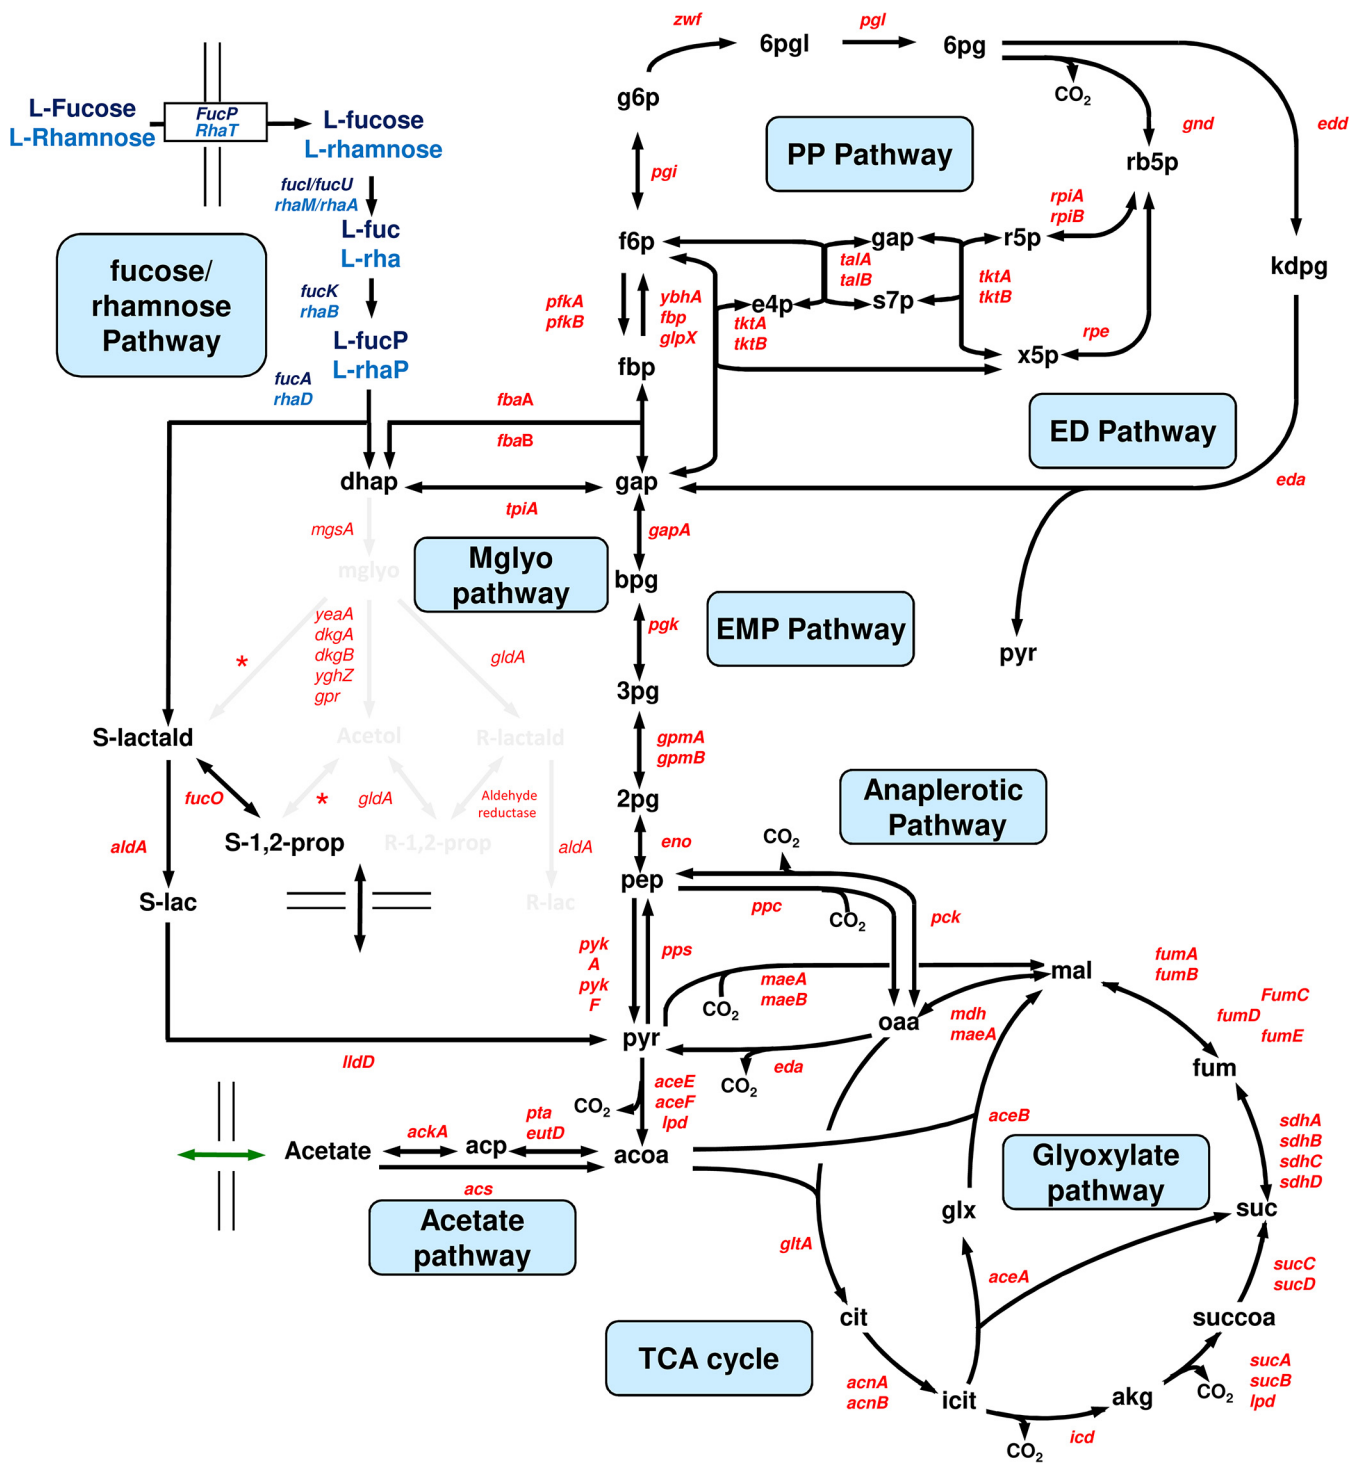 zwf
pgl
6pgl
6pg
CO2
g6p
L-Fucose
L-Rhamnose
FucP
RhaT
L-fucose
L-rhamnose
PP Pathway
gnd
edd
rb5p
pgi
fucI/fucU
rhaM/rhaA
rpiA
rpiB
L-fuc
L-rha
f6p
gap
r5p
kdpg
talA
talB
tktA
tktB
fucose/
rhamnose
Pathway
fucK
rhaB
pfkA
pfkB
ybhA
fbp
glpX
e4p
s7p
tktA
tktB
rpe
L-fucP
L-rhaP
fbp
x5p
fucA
rhaD
fbaA
fbaB
ED Pathway
dhap
gap
eda
tpiA
mgsA
gapA
Mglyo
pathway
mglyo
bpg
yeaA
dkgA
dkgB
yghZ
gpr
*
gldA
pgk
EMP Pathway
pyr
3pg
S-lactald
Acetol
R-lactald
gpmA
gpmB
fucO
*
gldA
Aldehyde
reductase
2pg
Anaplerotic
Pathway
aldA
S-1,2-prop
R-1,2-prop
aldA
eno
CO2
S-lac
R-lac
pep
ppc
CO2
pck
pyk
A
pyk
F
pps
maeA
maeB
CO2
mal
fumA
fumB
FumC
fumD
fumE
oaa
mdh
maeA
pyr
lldD
eda
CO2
fum
aceE
aceF
lpd
CO2
pta
eutD
ackA
Acetate
acp
acoa
aceB
sdhA
sdhB
sdhC
sdhD
Glyoxylate
pathway
acs
Acetate
pathway
glx
suc
gltA
aceA
sucC
sucD
cit
succoa
TCA cycle
acnA
acnB
icit
akg
CO2
sucA
sucB
lpd
icd
CO2